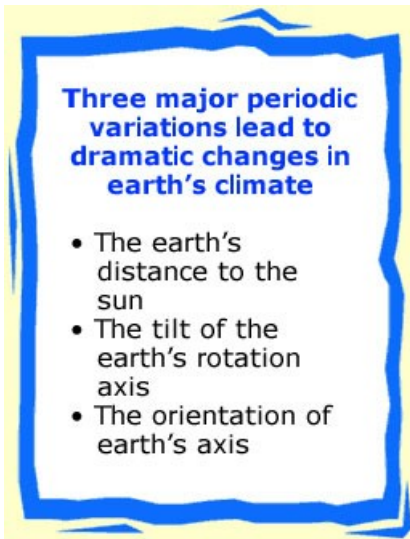 Three major periodic
variations lead to
dramatic changes in
earth's climate
• The earth's
distance to the
sun
• The tilt of the
earth's rotation
axis
• The orientation of
earth's axis